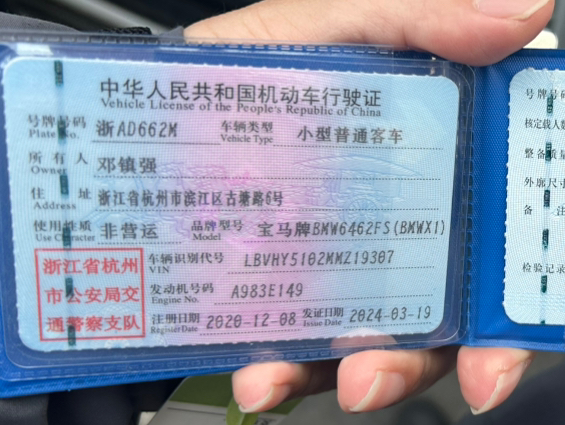 中华人民共和国机动车行驶证
Vehicle License of the People's Republic of China
号牌号码 浙AD662M 车辆类型 小型普通客车
Plate No. Vehicle Type
所有人 邓镇强
Owner
住址 浙江省杭州市滨江区古塘路6号
Address
使用性质 非营运 品牌型号 宝马牌BMW6462FS(BMWX1)
Use Character Model
浙江省杭州
市公安局交
通警察支队
车辆识别代号 LBVHY5102MMZ19307
VIN
发动机号码 A983E149
Engine No.
注册日期 2020-12-08 发证日期 2024-03-19
Register Date Issue Date
号牌号码
核定载人数
整备质量
外廓尺寸
备注
检验记录